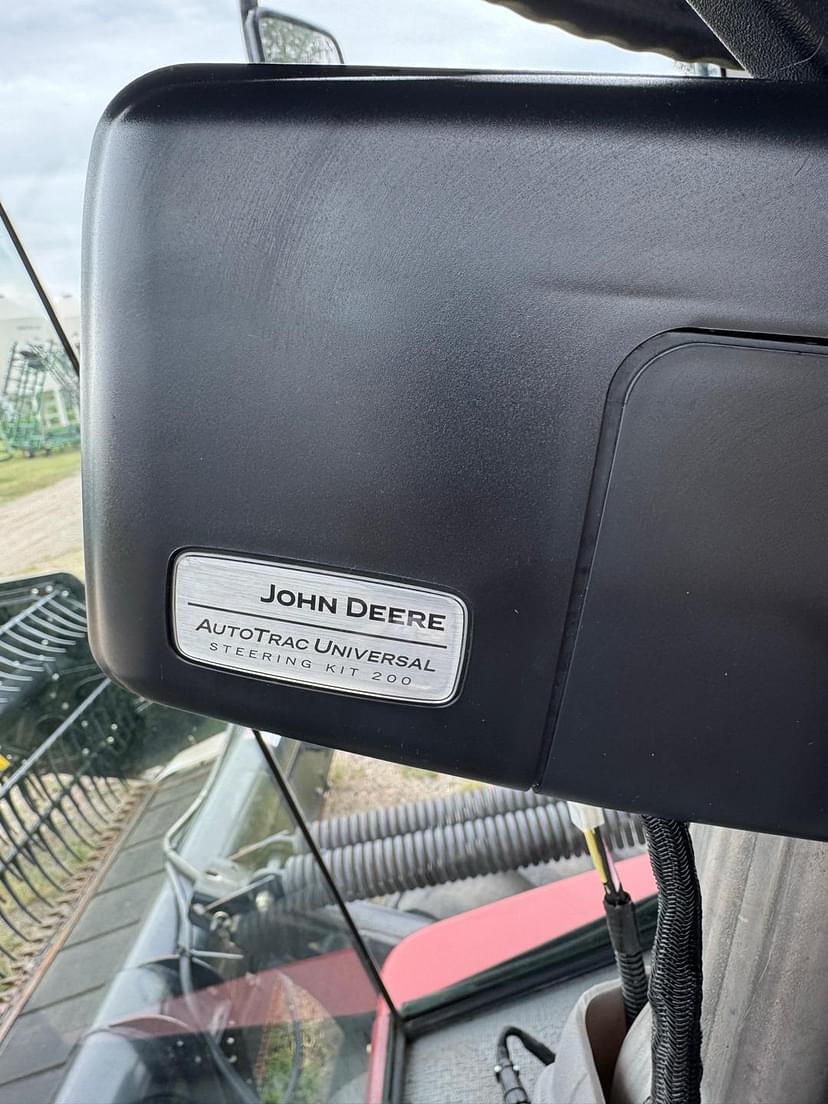 JOHN DEERE
AUTOTRAC UNIVERSAL
STEERING KIT 200